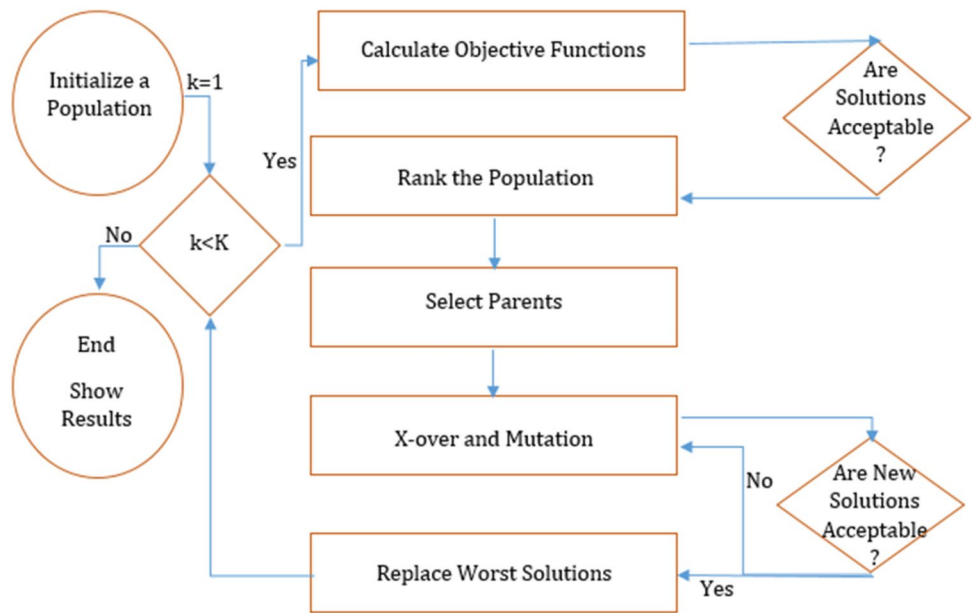 Initialize a
Population
k=1
Calculate Objective Functions
Are
Solutions
Acceptable
?
Yes
Rank the Population
No
k<K
Select Parents
End
Show
Results
X-over and Mutation
No
Are New
Solutions
Acceptable
?
Replace Worst Solutions
Yes